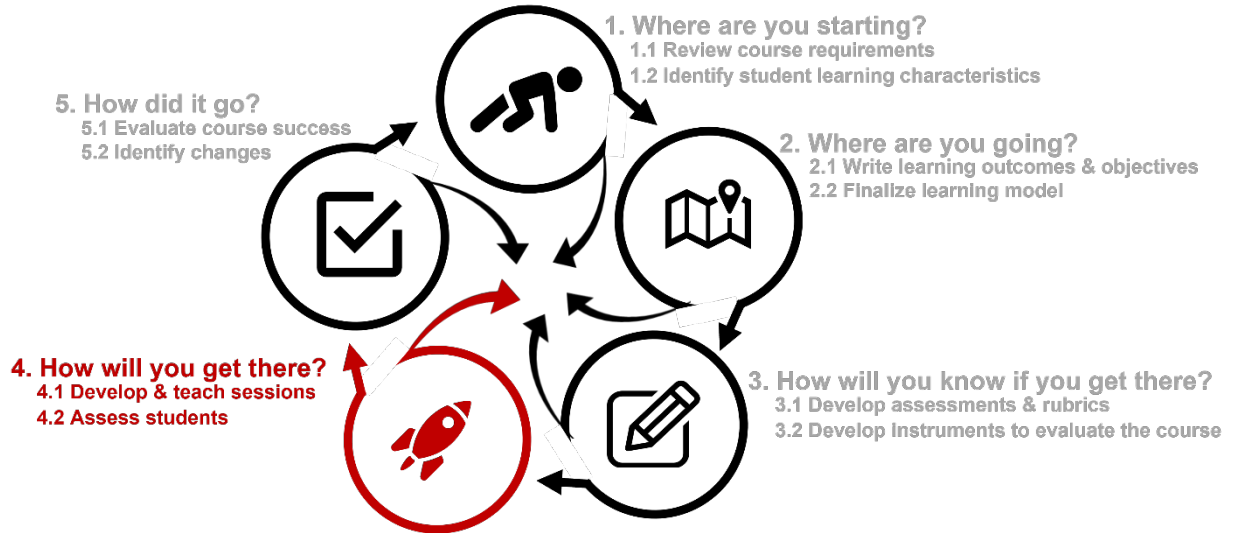 1. Where are you starting?
1.1 Review course requirements
1.2 Identify student learning characteristics
2. Where are you going?
2.1 Write learning outcomes & objectives
2.2 Finalize learning model
3. How will you know if you get there?
3.1 Develop assessments & rubrics
3.2 Develop instruments to evaluate the course
4. How will you get there?
4.1 Develop & teach sessions
4.2 Assess students
5. How did it go?
5.1 Evaluate course success
5.2 Identify changes